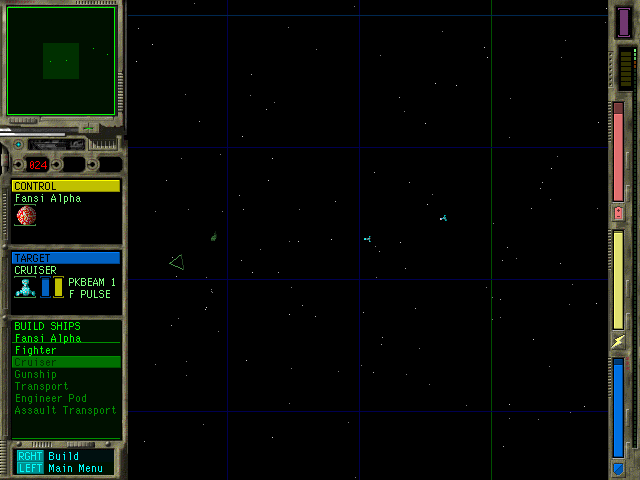 024
CONTROL
Fansi Alpha
TARGET
CRUISER
PKBEAM 1
F PULSE
BUILD SHIPS
Fansi Alpha
Fighter
Cruiser
Gunship
Transport
Engineer Pod
Assault Transport
RGHT Build
LEFT Main Menu